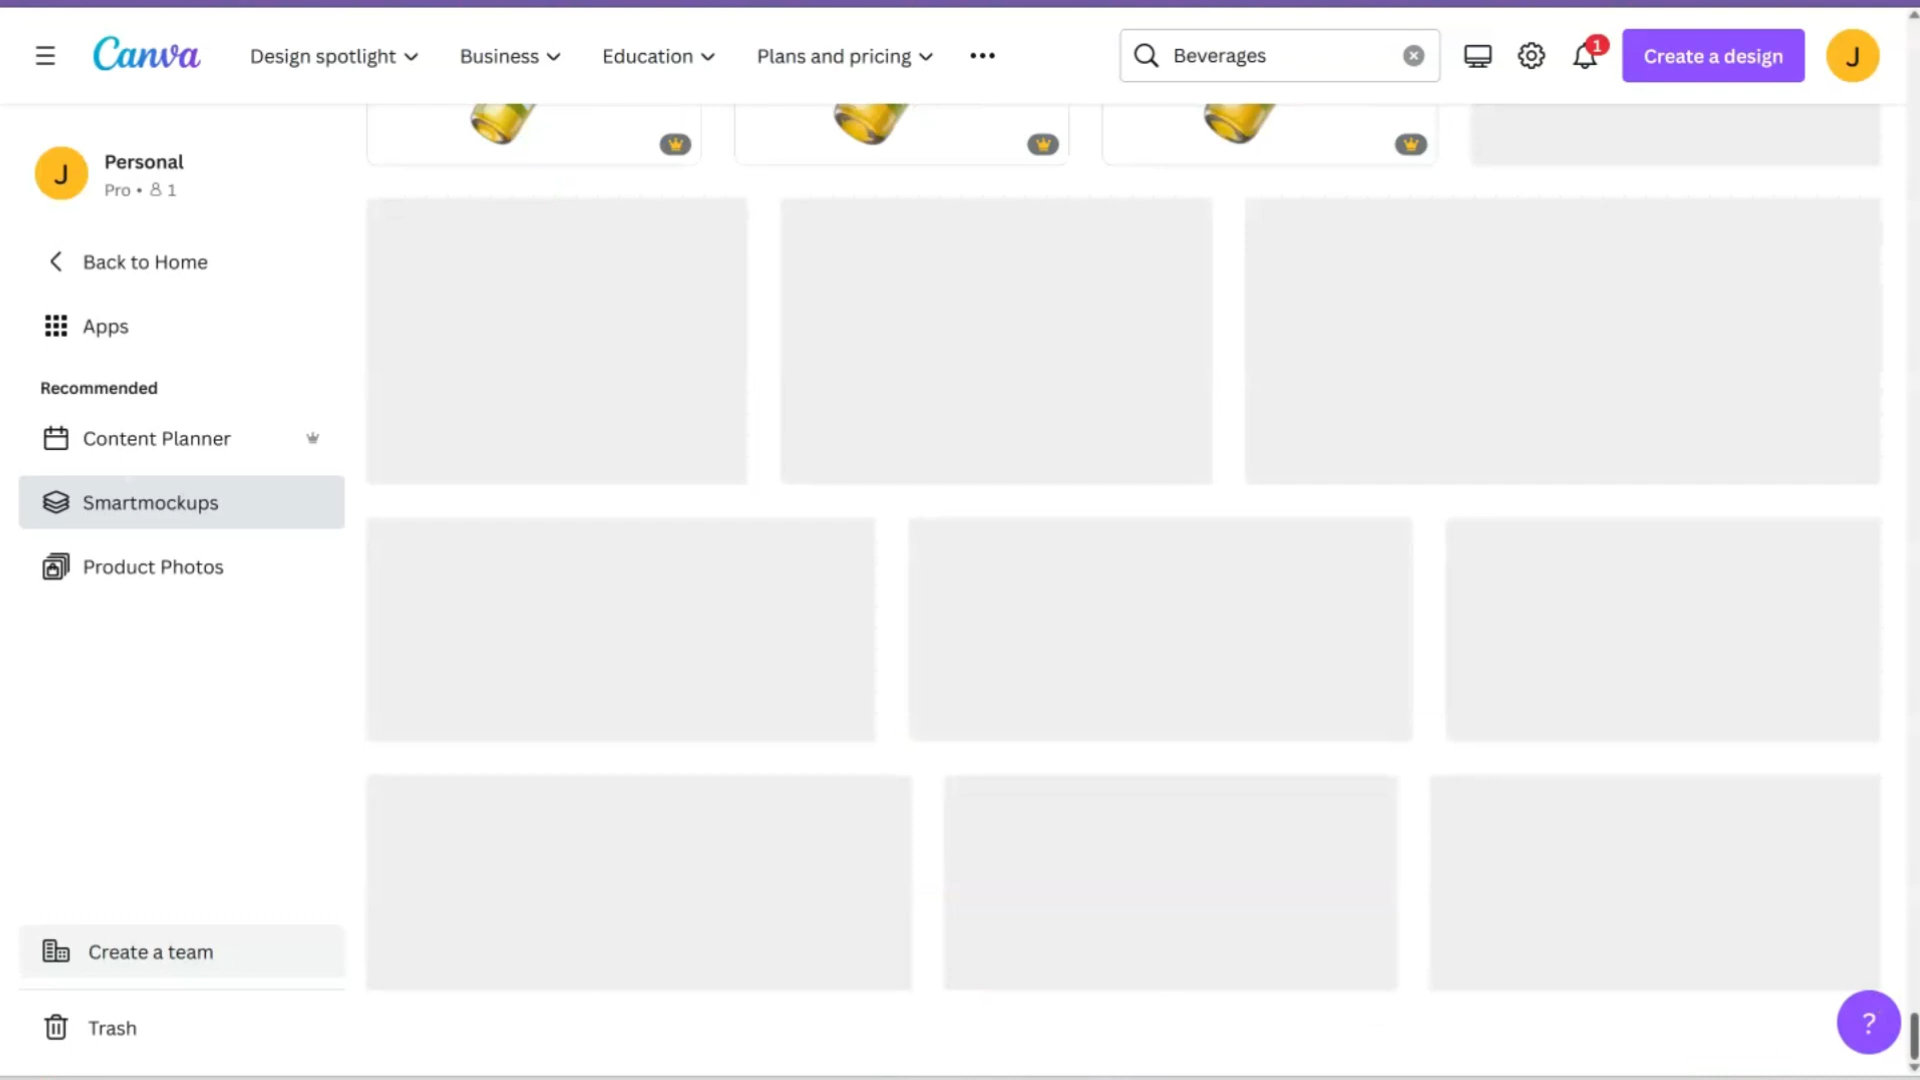 Canva
Design spotlight
Business
Education
Plans and pricing
Beverages
1
Create a design
J
J
Personal
Pro • 1
Back to Home
Apps
Recommended
Content Planner
Smartmockups
Product Photos
Create a team
Trash
?